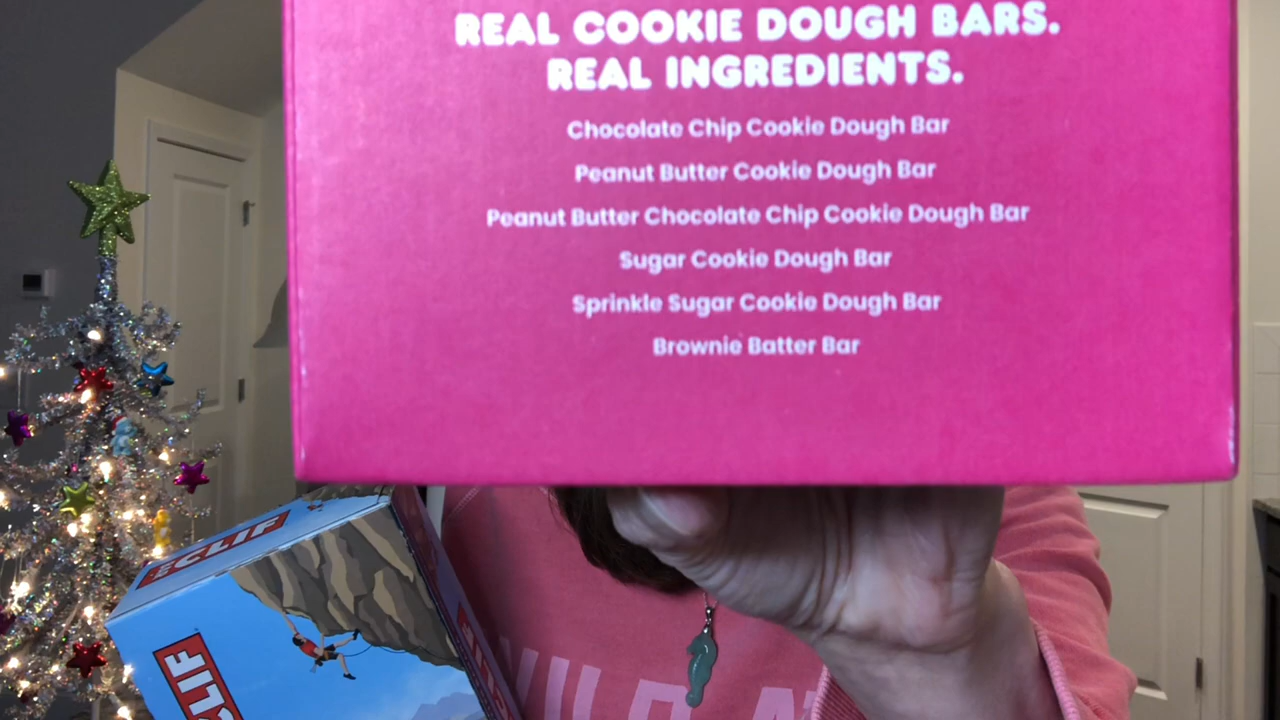 REAL COOKIE DOUGH BARS.
REAL INGREDIENTS.
Chocolate Chip Cookie Dough Bar
Peanut Butter Cookie Dough Bar
Peanut Butter Chocolate Chip Cookie Dough Bar
Sugar Cookie Dough Bar
Sprinkle Sugar Cookie Dough Bar
Brownie Batter Bar
CLIF
CLIF